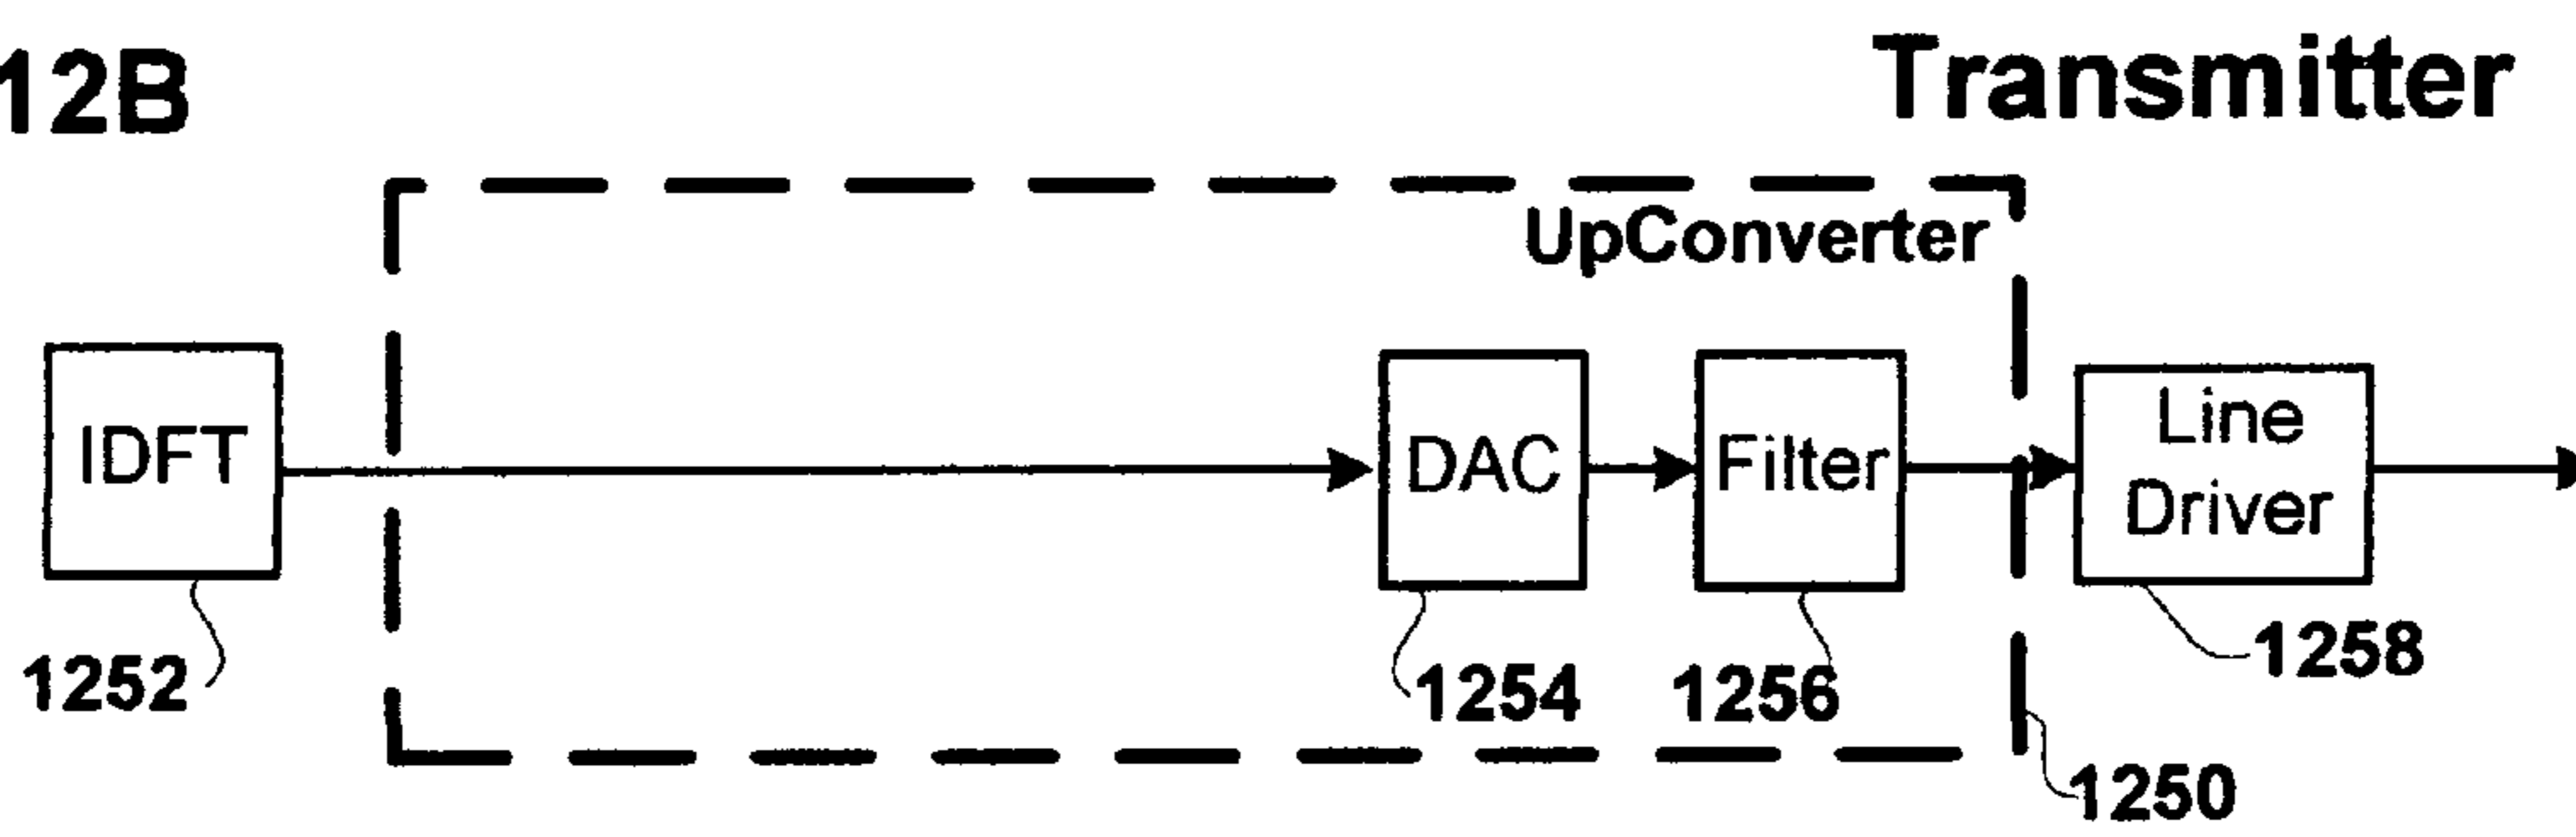 12B
Transmitter
UpConverter
IDFT
DAC
Filter
Line
Driver
1252
1254
1256
1258
1250